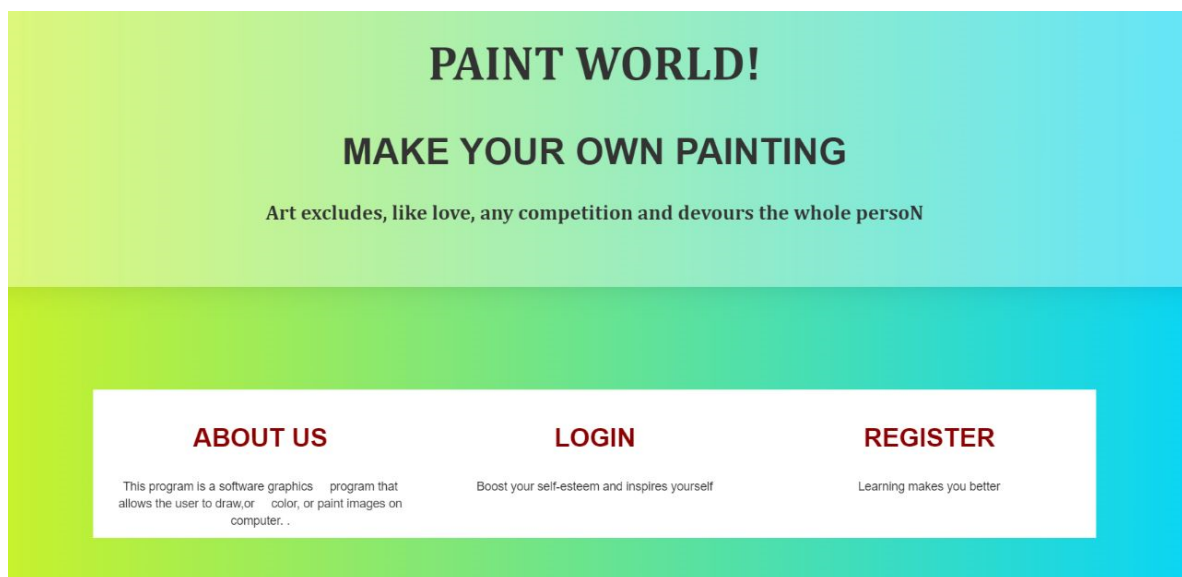 PAINT WORLD!
MAKE YOUR OWN PAINTING
Art excludes, like love, any competition and devours the whole persoN
ABOUT US
This program is a software graphics program that
allows the user to draw,or color, or paint images on
computer. .
LOGIN
Boost your self-esteem and inspires yourself
REGISTER
Learning makes you better